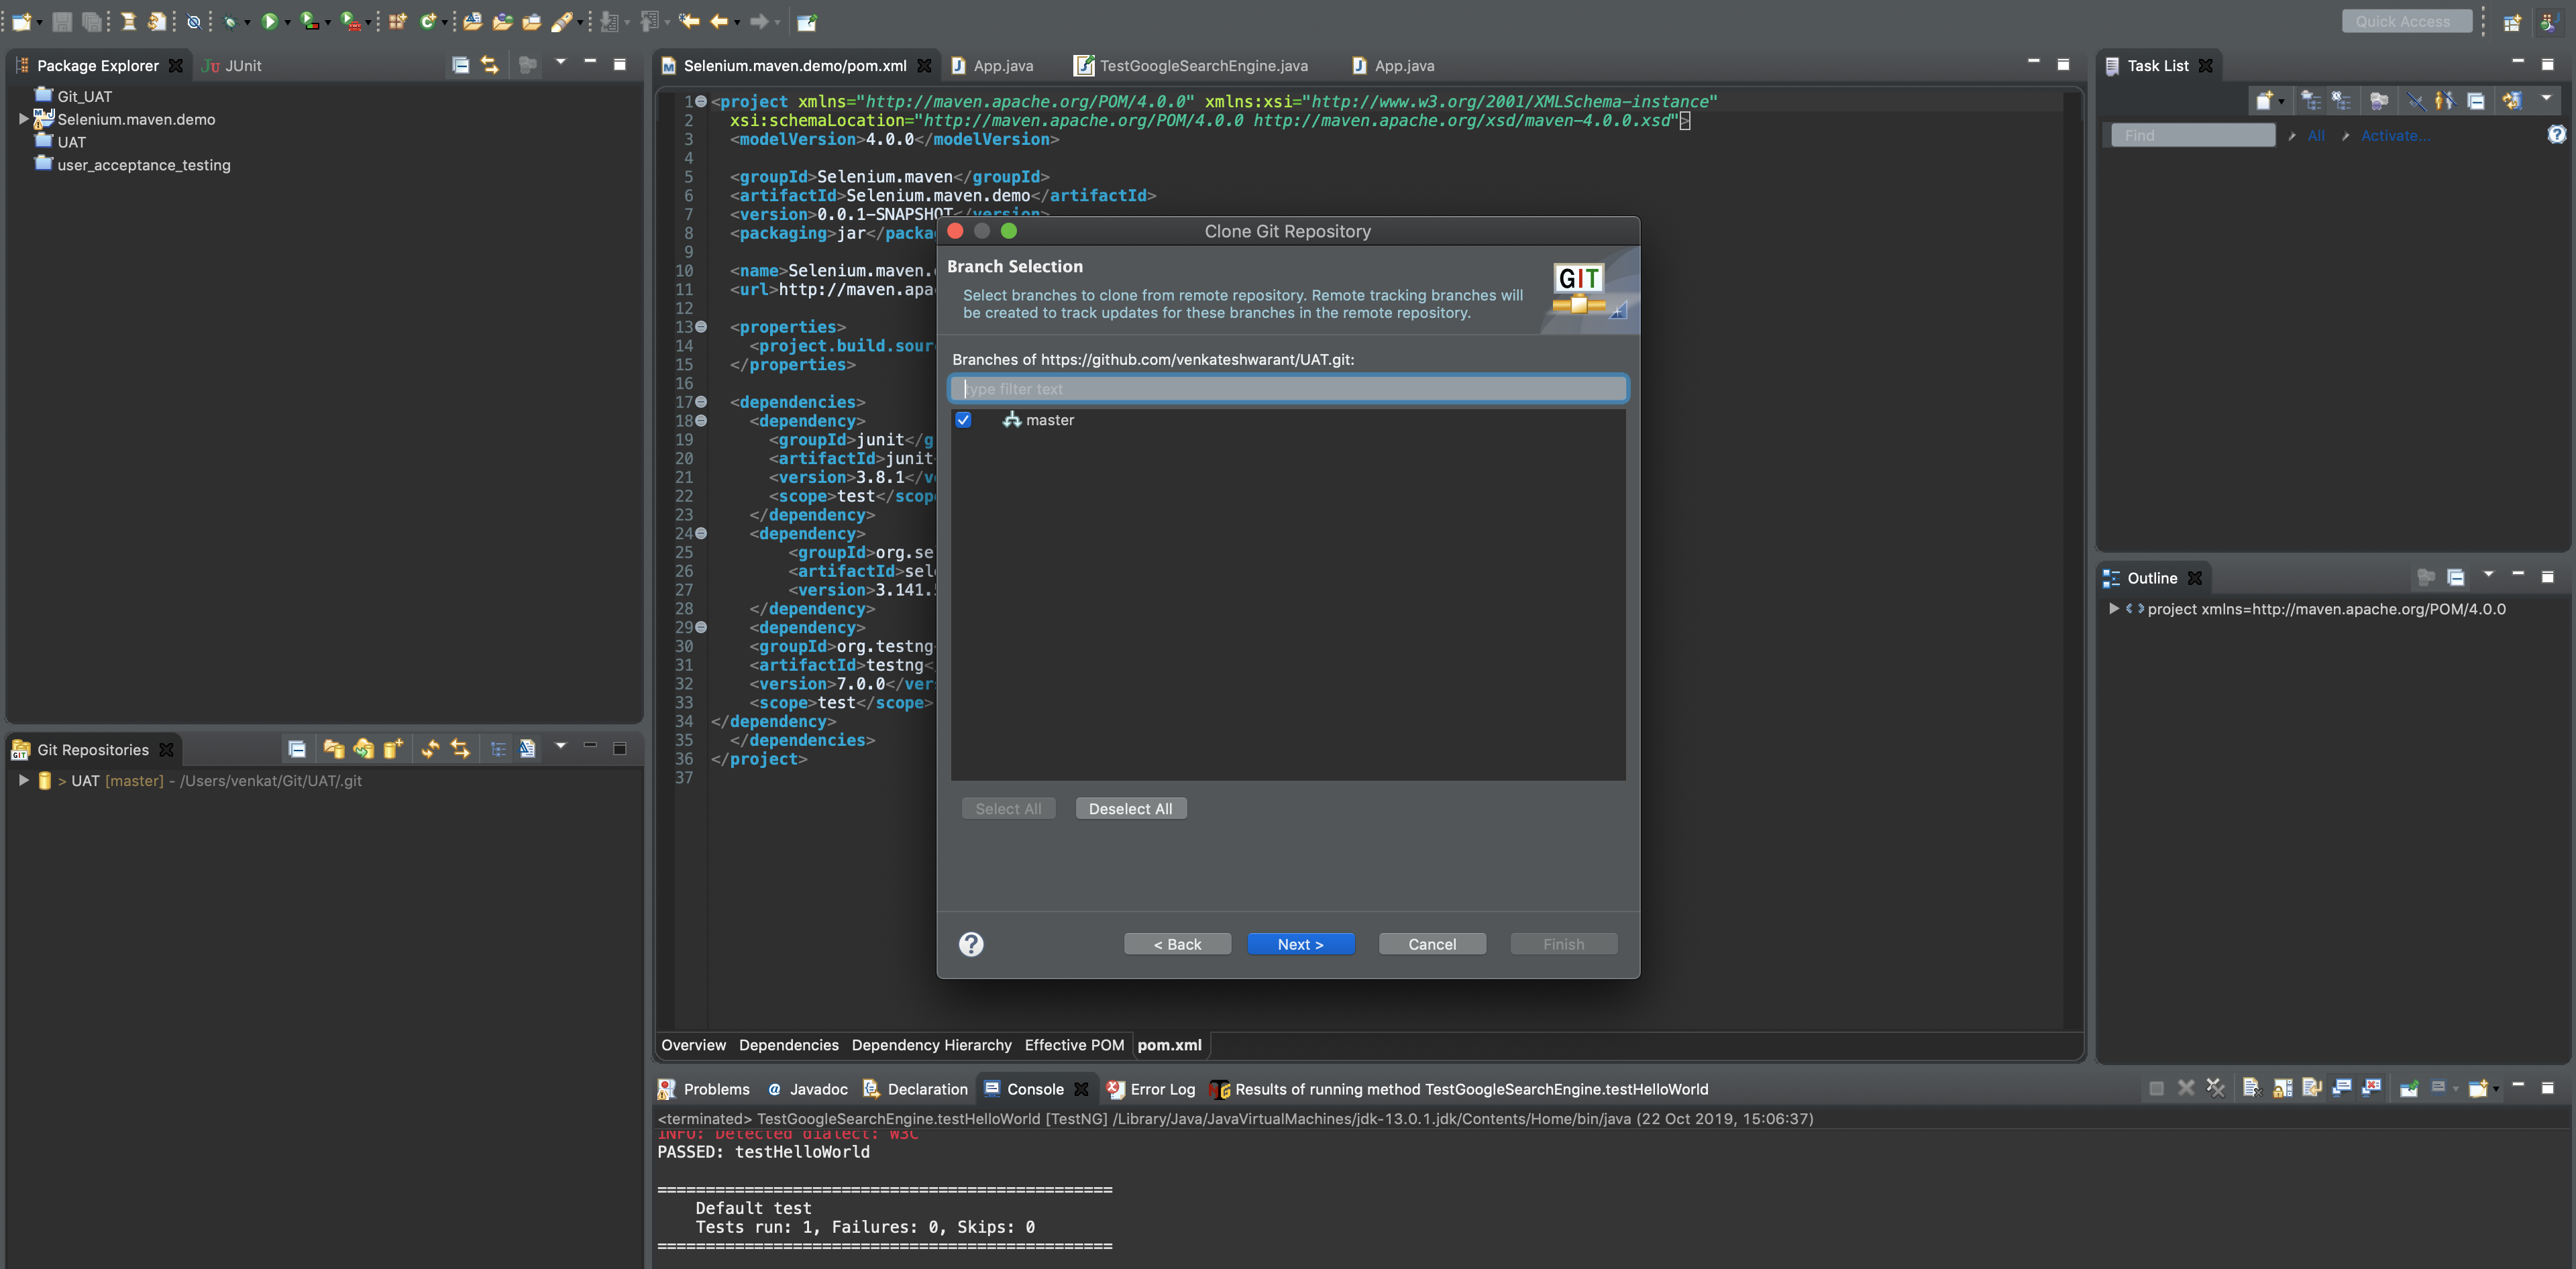 Quick Access
Package Explorer
JUnit
Git_UAT
Selenium.maven.demo
UAT
user_acceptance_testing
Git Repositories
> UAT [master] - /Users/venkat/Git/UAT/.git
Selenium.maven.demo/pom.xml
App.java
TestGoogleSearchEngine.java
App.java
1 <project xmlns="http://maven.apache.org/POM/4.0.0" xmlns:xsi="http://www.w3.org/2001/XMLSchema-instance"
2 xsi:schemaLocation="http://maven.apache.org/POM/4.0.0 http://maven.apache.org/xsd/maven-4.0.0.xsd">
3 <modelVersion>4.0.0</modelVersion>
4
5 <groupId>Selenium.maven</groupId>
6 <artifactId>Selenium.maven.demo</artifactId>
7 <version>0.0.1-SNAPSHOT</version>
8 <packaging>jar</packa
9
10 <name>Selenium.maven.
11 <url>http://maven.apa
12
13 <properties>
14 <project.build.sour
15 </properties>
16
17 <dependencies>
18 <dependency>
19 <groupId>junit</g
20 <artifactId>junit
21 <version>3.8.1</v
22 <scope>test</scop
23 </dependency>
24 <dependency>
25 <groupId>org.se
26 <artifactId>sel
27 <version>3.141.
28 </dependency>
29 <dependency>
30 <groupId>org.testng
31 <artifactId>testng<
32 <version>7.0.0</ver
33 <scope>test</scope>
34 </dependency>
35 </dependencies>
36 </project>
37
Clone Git Repository
Branch Selection
GIT
Select branches to clone from remote repository. Remote tracking branches will
be created to track updates for these branches in the remote repository.
Branches of https://github.com/venkateshwarant/UAT.git:
type filter text
master
Select All
Deselect All
< Back
Next >
Cancel
Finish
Overview
Dependencies
Dependency Hierarchy
Effective POM
pom.xml
Task List
Find
All
Activate...
Outline
project xmlns=http://maven.apache.org/POM/4.0.0
Problems
@ Javadoc
Declaration
Console
Error Log
Results of running method TestGoogleSearchEngine.testHelloWorld
<terminated> TestGoogleSearchEngine.testHelloWorld [TestNG] /Library/Java/JavaVirtualMachines/jdk-13.0.1.jdk/Contents/Home/bin/java (22 Oct 2019, 15:06:37)
INFO: Detected dialect: W3C
PASSED: testHelloWorld
===============================================
Default test
Tests run: 1, Failures: 0, Skips: 0
===============================================